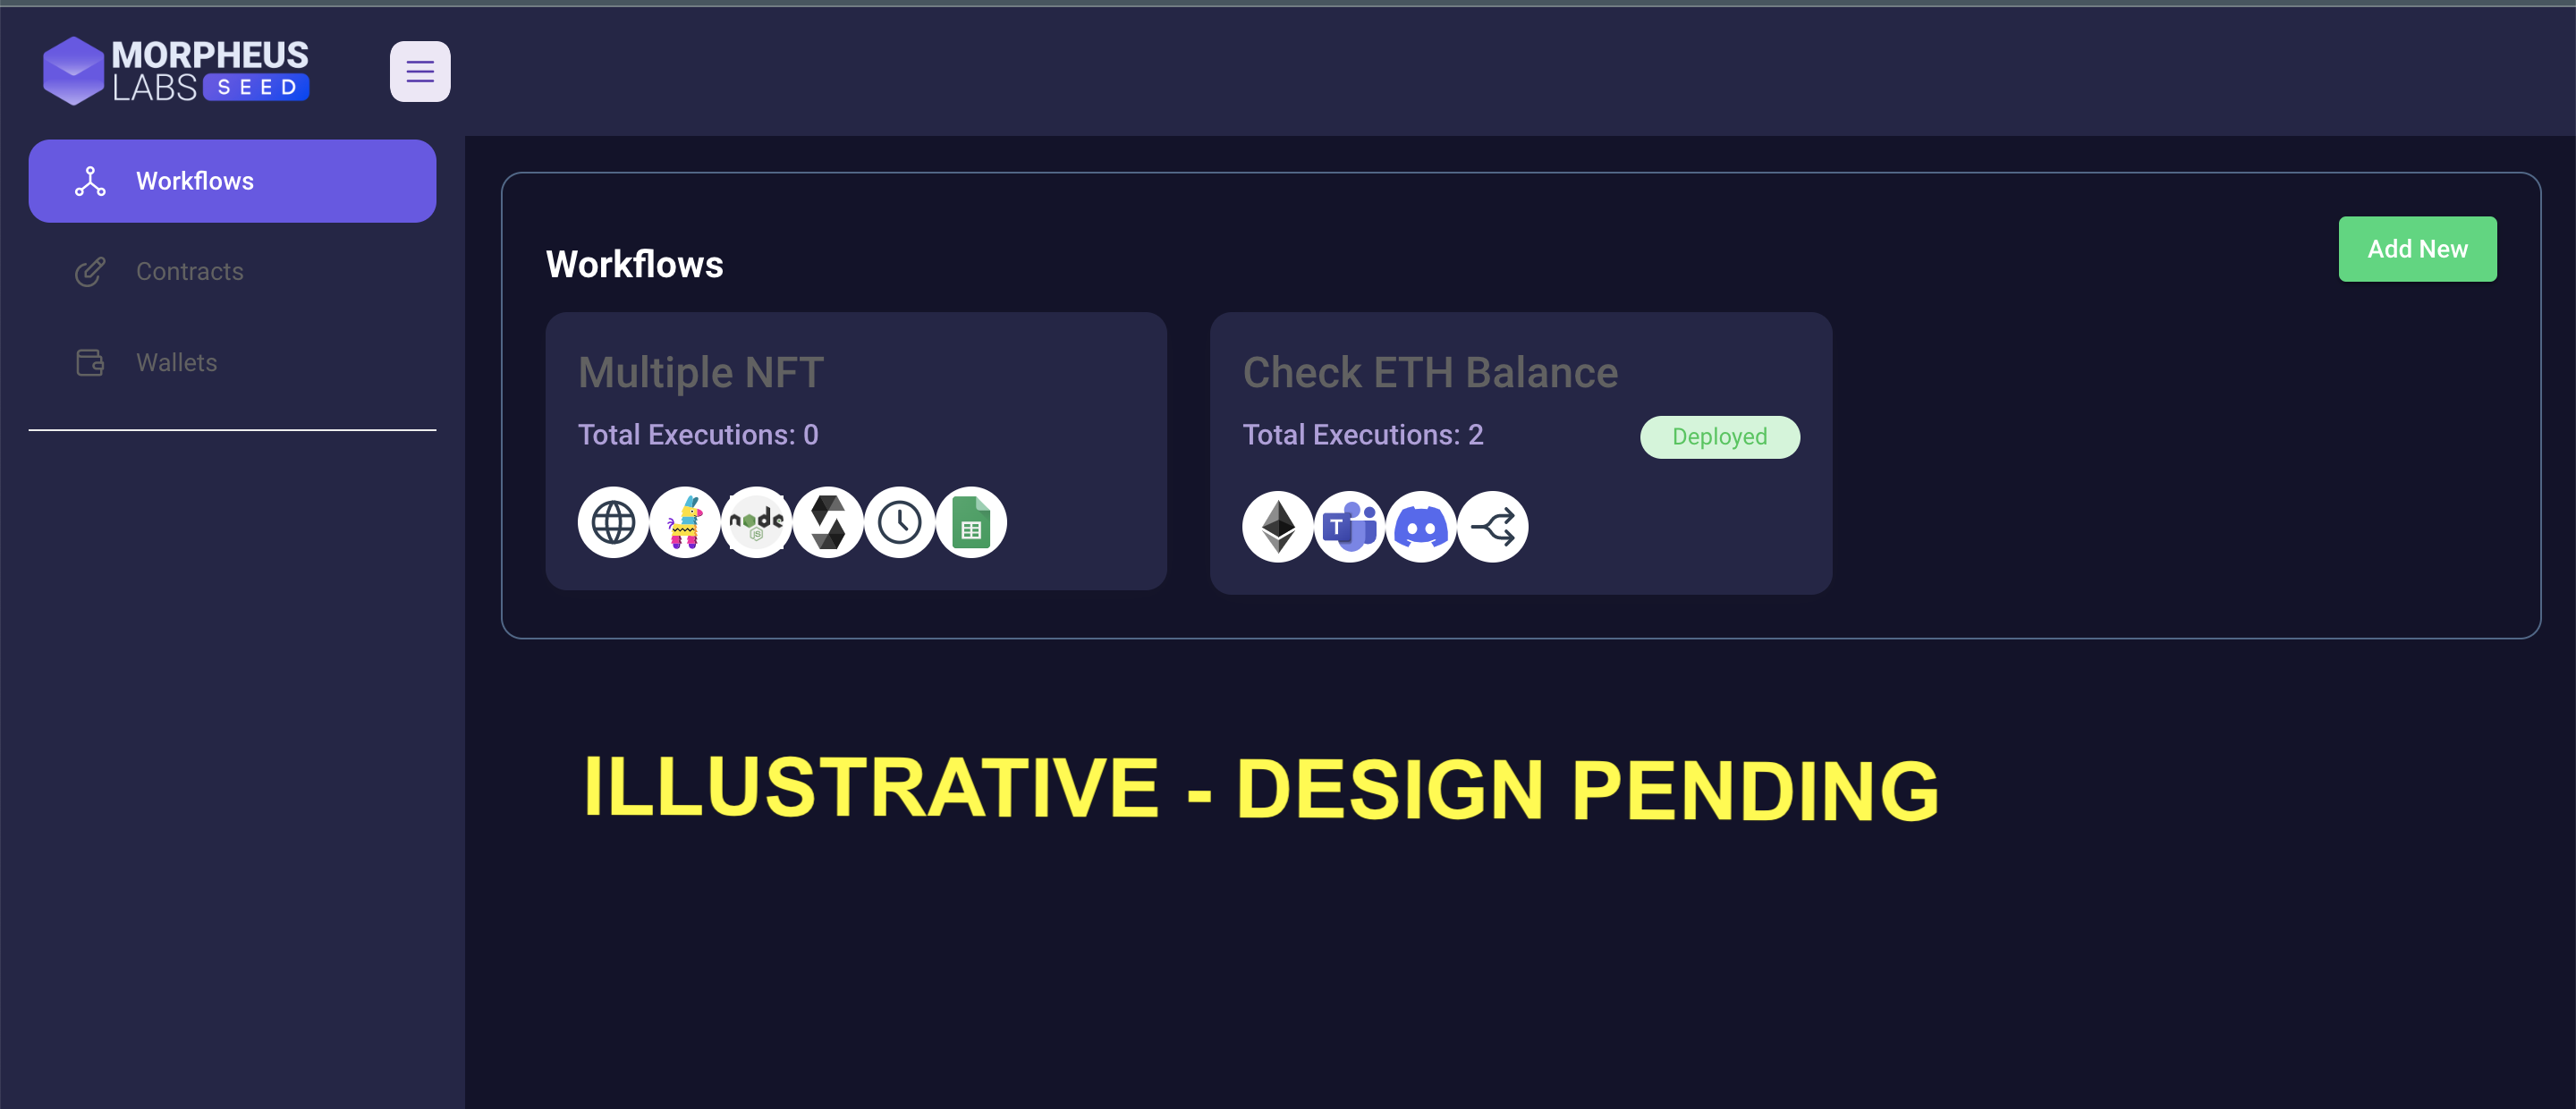 MORPHEUS
LABS SEED
Workflows
Contracts
Wallets
Workflows
Add New
Multiple NFT
Total Executions: 0
node
JS
Check ETH Balance
Total Executions: 2
Deployed
T
ILLUSTRATIVE - DESIGN PENDING